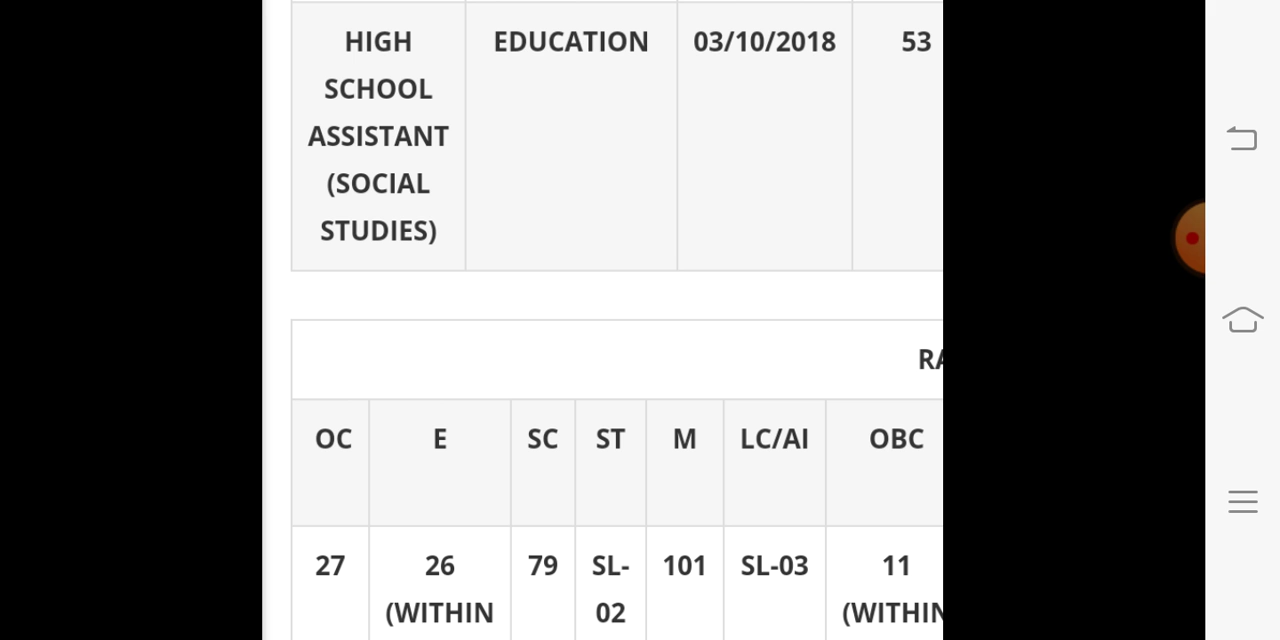 HIGH SCHOOL ASSISTANT (SOCIAL STUDIES) EDUCATION 03/10/2018 53
OC E SC ST M LC/AI OBC
27 26 (WITHIN 79 SL-02 101 SL-03 11